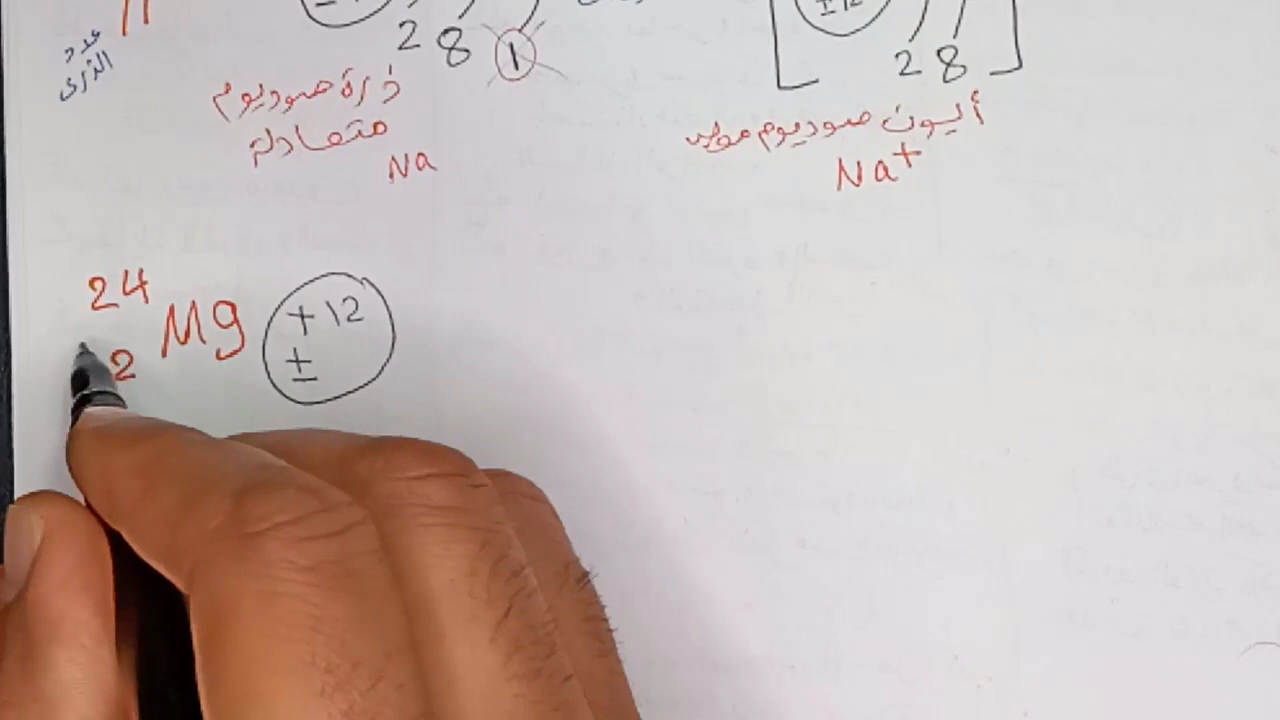 عدد
الذرى
11
2 8 1
ذرة صوديوم
متعادلة
Na
±12
2 8
أيون صوديوم موجب
Na+
24
2
Mg
+12
±